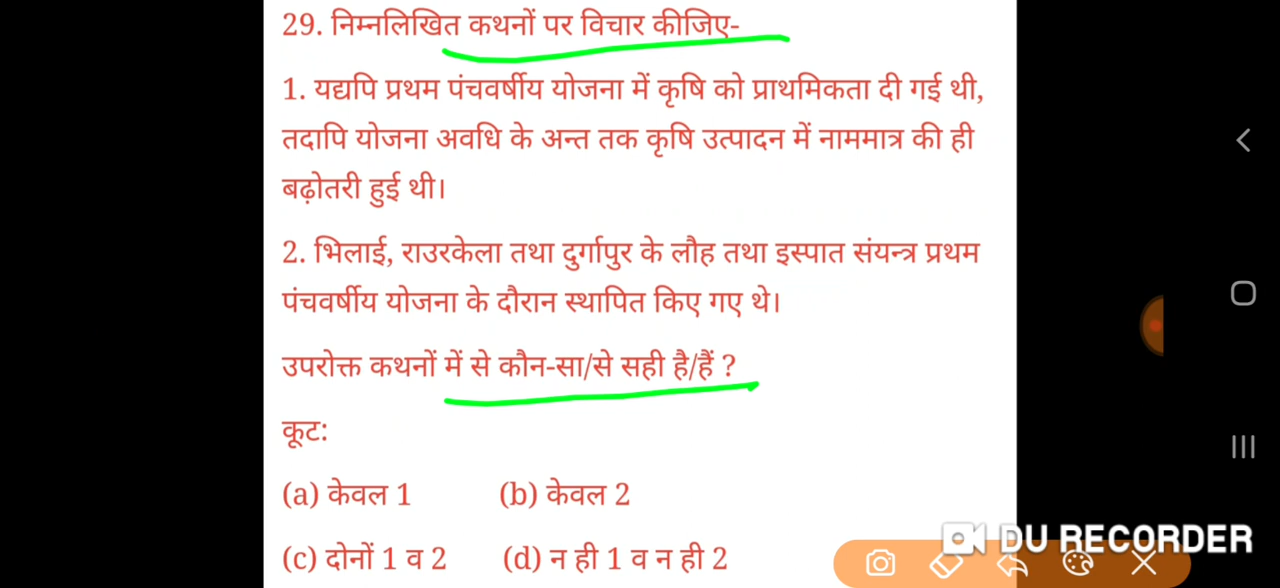 29. निम्नलिखित कथनों पर विचार कीजिए-
1. यद्यपि प्रथम पंचवर्षीय योजना में कृषि को प्राथमिकता दी गई थी,
तदापि योजना अवधि के अन्त तक कृषि उत्पादन में नाममात्र की ही
बढ़ोतरी हुई थी।
2. भिलाई, राउरकेला तथा दुर्गापुर के लौह तथा इस्पात संयन्त्र प्रथम
पंचवर्षीय योजना के दौरान स्थापित किए गए थे।
उपरोक्त कथनों में से कौन-सा/से सही है/हैं ?
कूट:
(a) केवल 1 (b) केवल 2
(c) दोनों 1 व 2 (d) न ही 1 व न ही 2
DU RECORDER